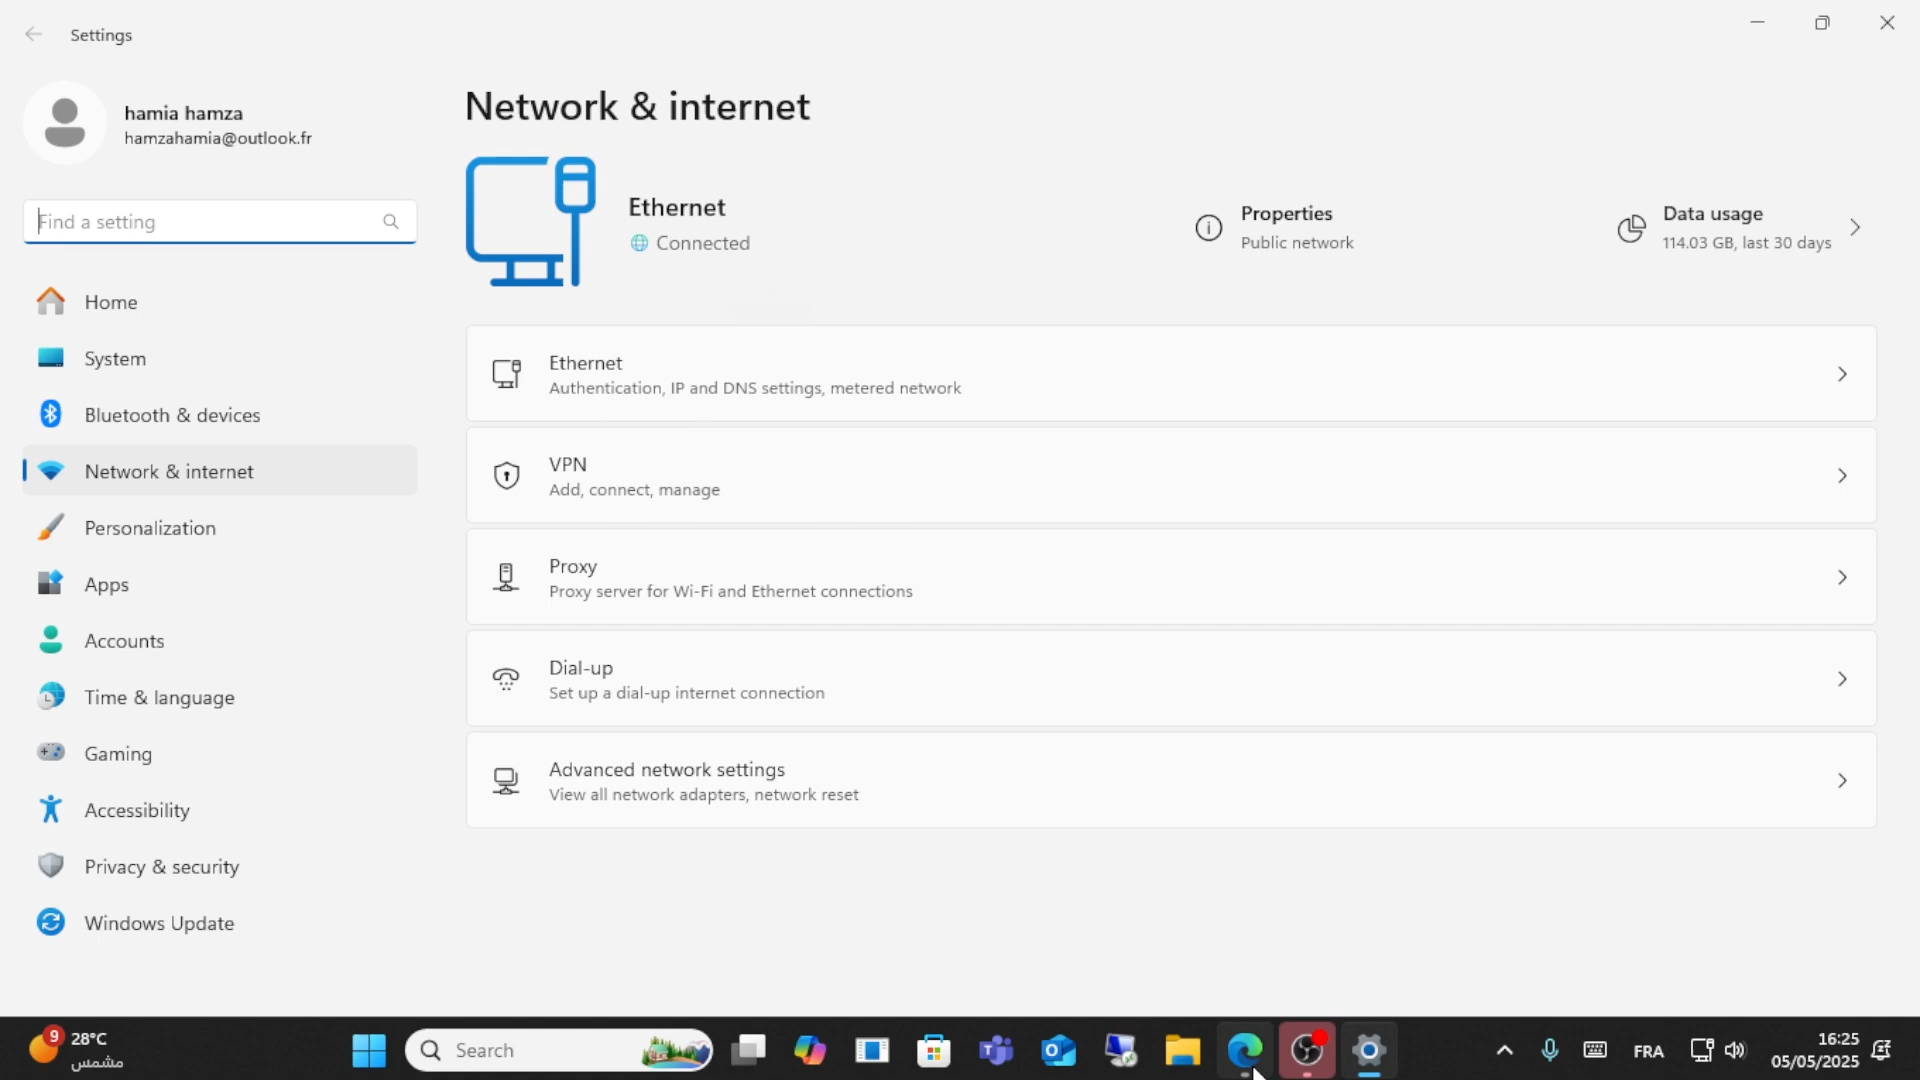 Settings
hamia hamza
hamzahamia@outlook.fr
Find a setting
Home
System
Bluetooth & devices
Network & internet
Personalization
Apps
Accounts
Time & language
Gaming
Accessibility
Privacy & security
Windows Update
Network & internet
Ethernet
Connected
Properties
Public network
Data usage
114.03 GB, last 30 days
Ethernet
Authentication, IP and DNS settings, metered network
VPN
Add, connect, manage
Proxy
Proxy server for Wi-Fi and Ethernet connections
Dial-up
Set up a dial-up internet connection
Advanced network settings
View all network adapters, network reset
9
28°C
مشمس
Search
FRA
16:25
05/05/2025